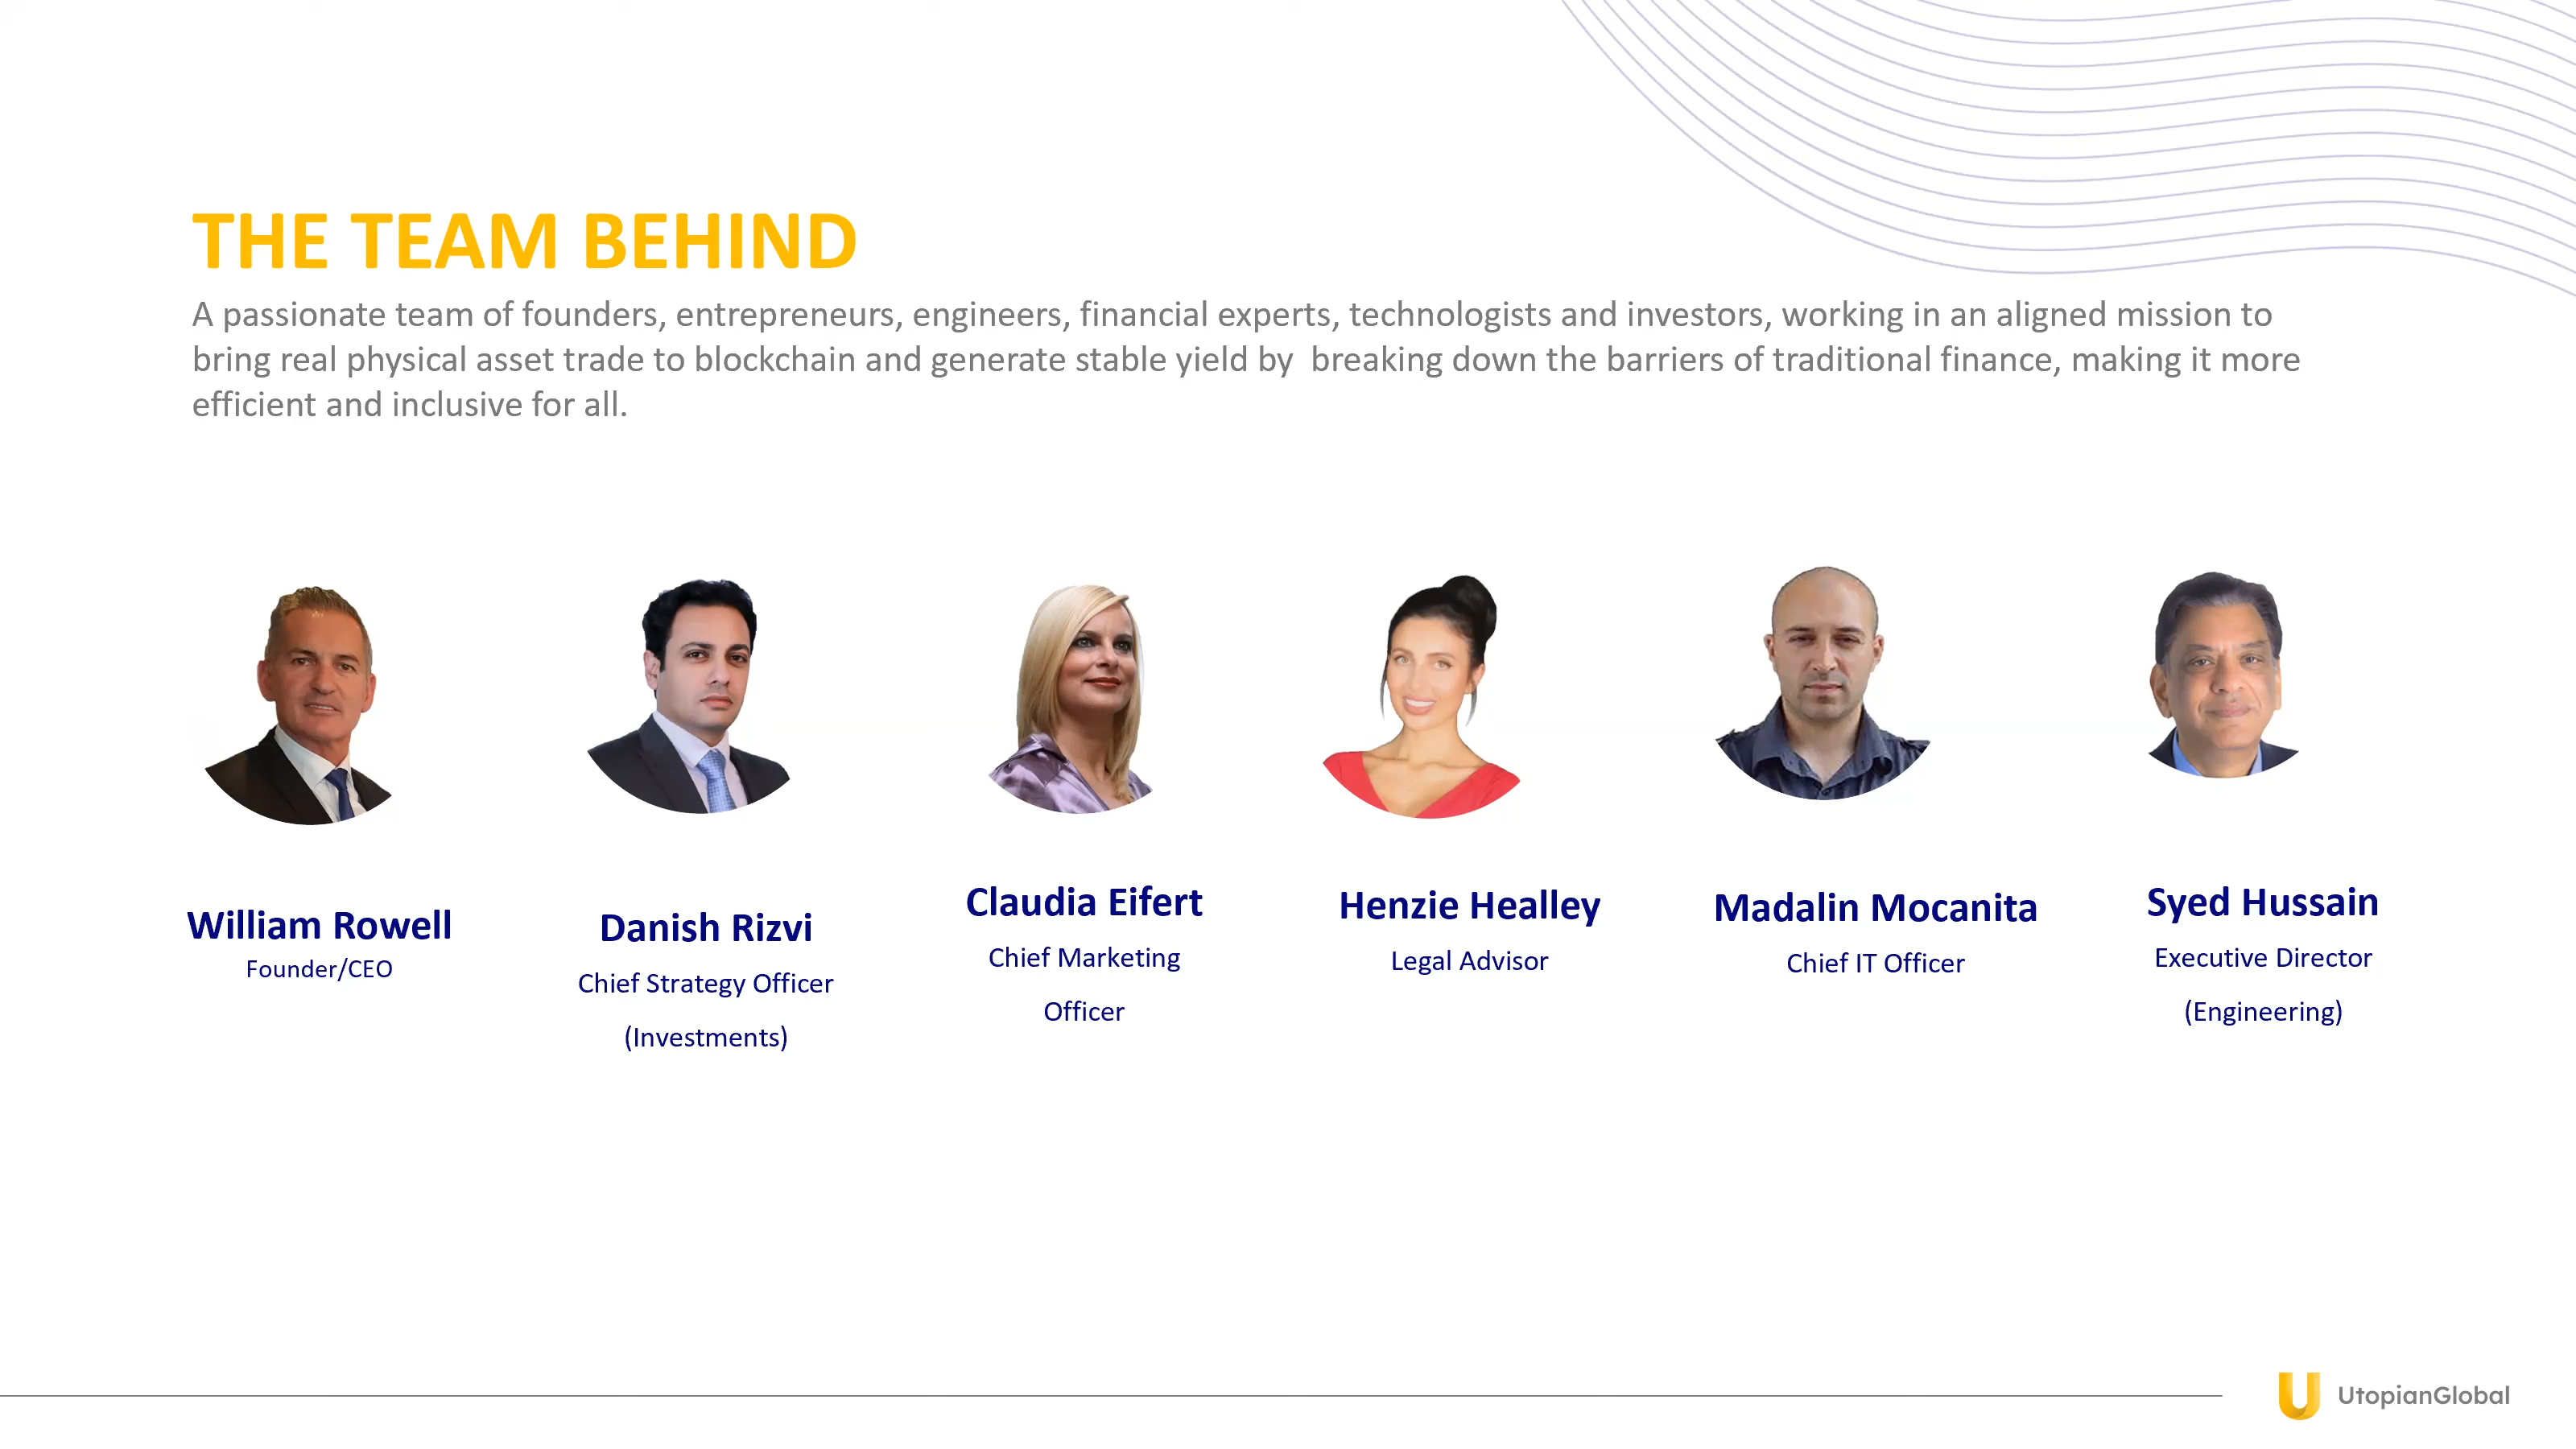 THE TEAM BEHIND
A passionate team of founders, entrepreneurs, engineers, financial experts, technologists and investors, working in an aligned mission to
bring real physical asset trade to blockchain and generate stable yield by  breaking down the barriers of traditional finance, making it more
efficient and inclusive for all.
William Rowell
Founder/CEO
Danish Rizvi
Chief Strategy Officer
(Investments)
Claudia Eifert
Chief Marketing
Officer
Henzie Healley
Legal Advisor
Madalin Mocanita
Chief IT Officer
Syed Hussain
Executive Director
(Engineering)
UtopianGlobal